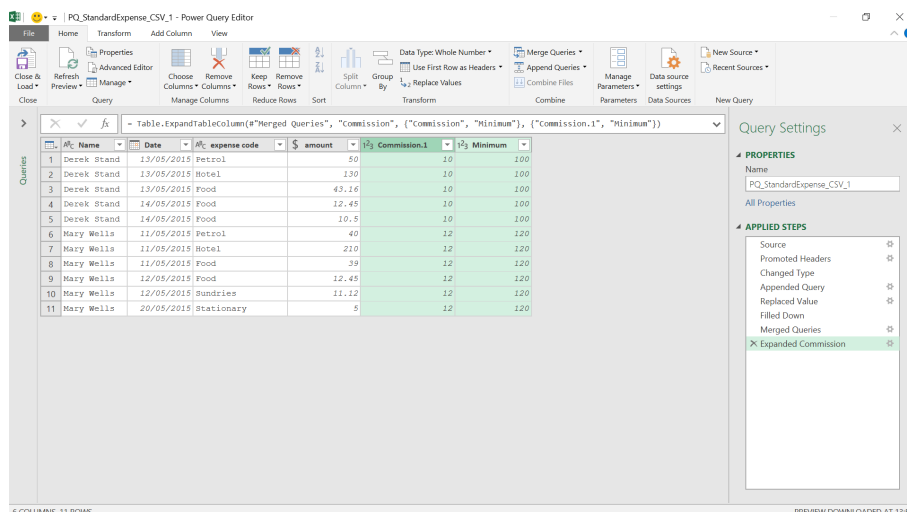 PQ_StandardExpense_CSV_1 - Power Query Editor
File Home Transform Add Column View
Close & Load
Refresh Preview
Properties
Advanced Editor
Manage
Choose Columns
Remove Columns
Keep Rows
Remove Rows
Split Column
Group By
Data Type: Whole Number
Use First Row as Headers
Replace Values
Merge Queries
Append Queries
Combine Files
Manage Parameters
Data source settings
New Source
Recent Sources
Close Query Manage Columns Reduce Rows Sort Transform Combine Parameters Data Sources New Query
fx = Table.ExpandTableColumn(#"Merged Queries", "Commission", {"Commission", "Minimum"}, {"Commission.1", "Minimum"})
Queries
ABC Name Date ABC expense code $ amount 123 Commission.1 123 Minimum
1 Derek Stand 13/05/2015 Petrol 50 10 100
2 Derek Stand 13/05/2015 Hotel 130 10 100
3 Derek Stand 13/05/2015 Food 43.16 10 100
4 Derek Stand 14/05/2015 Food 12.45 10 100
5 Derek Stand 14/05/2015 Food 10.5 10 100
6 Mary Wells 11/05/2015 Petrol 40 12 120
7 Mary Wells 11/05/2015 Hotel 210 12 120
8 Mary Wells 11/05/2015 Food 39 12 120
9 Mary Wells 12/05/2015 Food 12.45 12 120
10 Mary Wells 12/05/2015 Sundries 11.12 12 120
11 Mary Wells 20/05/2015 Stationary 5 12 120
Query Settings
PROPERTIES
Name
PQ_StandardExpense_CSV_1
All Properties
APPLIED STEPS
Source
Promoted Headers
Changed Type
Appended Query
Replaced Value
Filled Down
Merged Queries
Expanded Commission
6 COLUMNS, 11 ROWS
PREVIEW DOWNLOADED AT